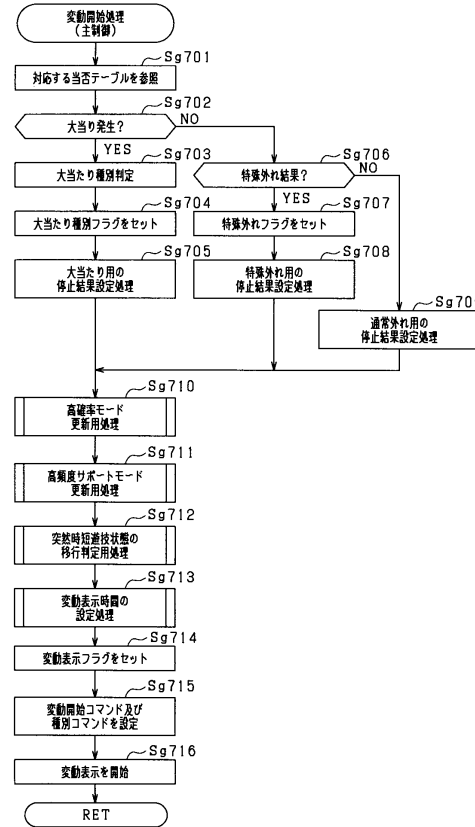 変動開始処理
(主制御)
Sg701
対応する当否テーブルを参照
Sg702
大当り発生?
NO
YES
Sg703
大当たり種別判定
Sg706
特殊外れ結果?
NO
YES
Sg704
大当たり種別フラグをセット
Sg707
特殊外れフラグをセット
Sg705
大当たり用の
停止結果設定処理
Sg708
特殊外れ用の
停止結果設定処理
Sg70
通常外れ用の
停止結果設定処理
Sg710
高確率モード
更新用処理
Sg711
高頻度サポートモード
更新用処理
Sg712
突然時短遊技状態の
移行判定用処理
Sg713
変動表示時間の
設定処理
Sg714
変動表示フラグをセット
Sg715
変動開始コマンド及び
種別コマンドを設定
Sg716
変動表示を開始
RET